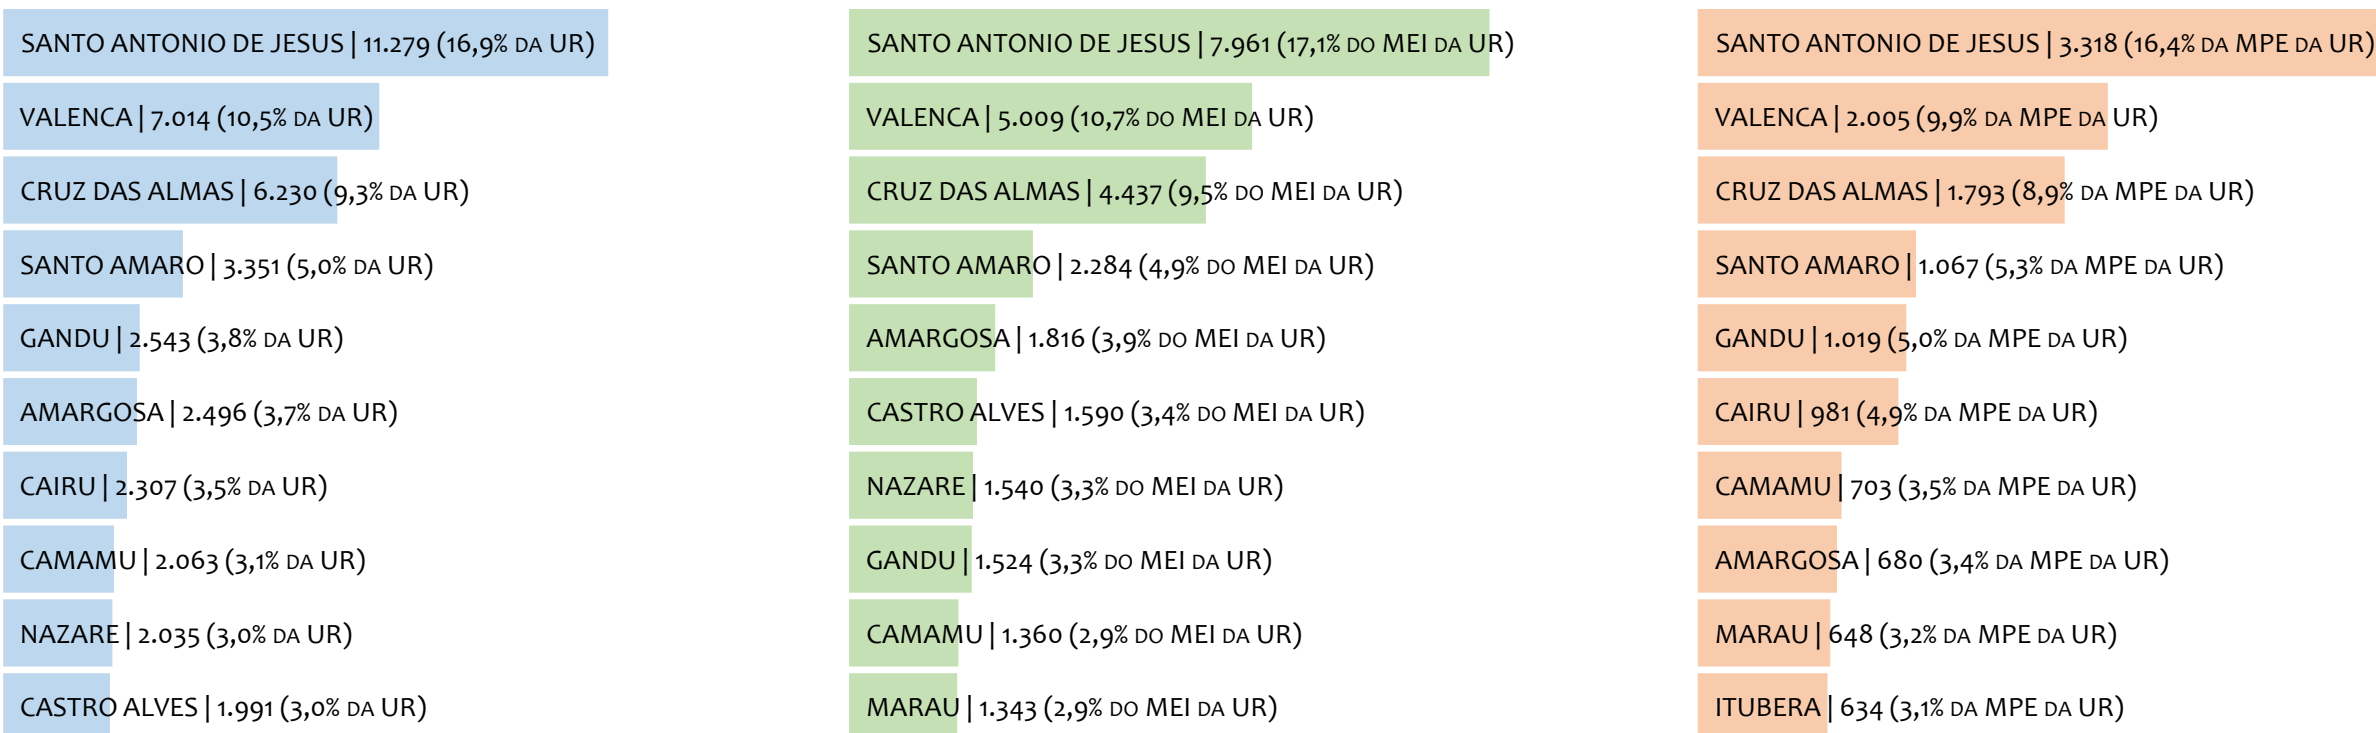 SANTO ANTONIO DE JESUS | 11.279 (16,9% DA UR)
VALENCA | 7.014 (10,5% DA UR)
CRUZ DAS ALMAS | 6.230 (9,3% DA UR)
SANTO AMARO | 3.351 (5,0% DA UR)
GANDU | 2.543 (3,8% DA UR)
AMARGOSA | 2.496 (3,7% DA UR)
CAIRU | 2.307 (3,5% DA UR)
CAMAMU | 2.063 (3,1% DA UR)
NAZARE | 2.035 (3,0% DA UR)
CASTRO ALVES | 1.991 (3,0% DA UR)
SANTO ANTONIO DE JESUS | 7.961 (17,1% DO MEI DA UR)
VALENCA | 5.009 (10,7% DO MEI DA UR)
CRUZ DAS ALMAS | 4.437 (9,5% DO MEI DA UR)
SANTO AMARO | 2.284 (4,9% DO MEI DA UR)
AMARGOSA | 1.816 (3,9% DO MEI DA UR)
CASTRO ALVES | 1.590 (3,4% DO MEI DA UR)
NAZARE | 1.540 (3,3% DO MEI DA UR)
GANDU | 1.524 (3,3% DO MEI DA UR)
CAMAMU | 1.360 (2,9% DO MEI DA UR)
MARAU | 1.343 (2,9% DO MEI DA UR)
SANTO ANTONIO DE JESUS | 3.318 (16,4% DA MPE DA UR)
VALENCA | 2.005 (9,9% DA MPE DA UR)
CRUZ DAS ALMAS | 1.793 (8,9% DA MPE DA UR)
SANTO AMARO | 1.067 (5,3% DA MPE DA UR)
GANDU | 1.019 (5,0% DA MPE DA UR)
CAIRU | 981 (4,9% DA MPE DA UR)
CAMAMU | 703 (3,5% DA MPE DA UR)
AMARGOSA | 680 (3,4% DA MPE DA UR)
MARAU | 648 (3,2% DA MPE DA UR)
ITUBERA | 634 (3,1% DA MPE DA UR)